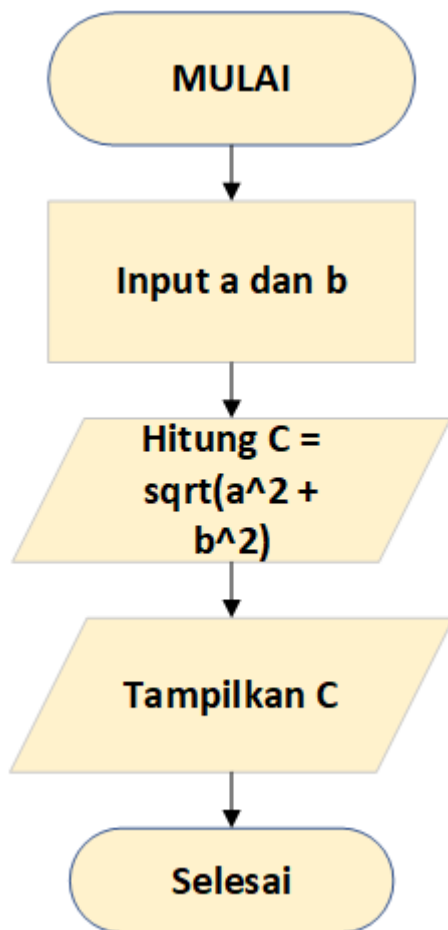 MULAI
Input a dan b
Hitung C =
sqrt(a^2 +
b^2)
Tampilkan C
Selesai